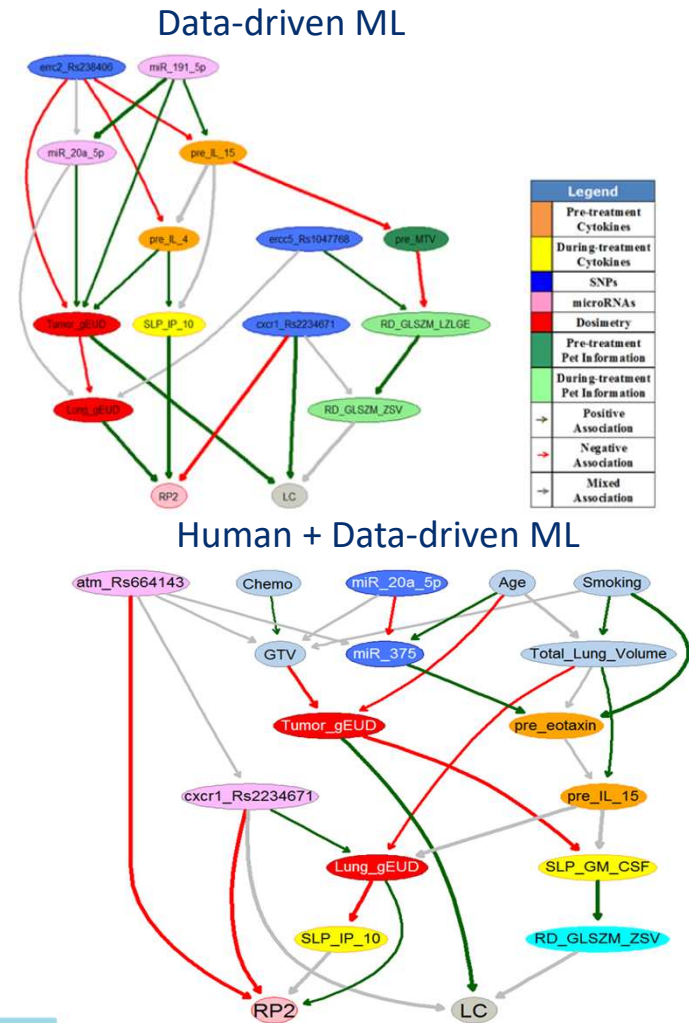 Data-driven ML
errc2_Rs238406
miR_191_5p
miR_20a_5p
pre_IL_15
pre_IL_4
ercc5_Rs1047768
pre_MTV
Tumor_gEUD
SLP_IP_10
cxcr1_Rs2234671
RD_GLSZM_LZLGE
Lung_gEUD
RD_GLSZM_ZSV
RP2
LC
Legend
Pre-treatment
Cytokines
During-treatment
Cytokines
SNPs
microRNAs
Dosimetry
Pre-treatment
Pet Information
During-treatment
Pet Information
Positive
Association
Negative
Association
Mixed
Association
Human + Data-driven ML
atm_Rs664143
Chemo
miR_20a_5p
Age
Smoking
GTV
miR_375
Total_Lung_Volume
Tumor_gEUD
pre_eotaxin
cxcr1_Rs2234671
pre_IL_15
Lung_gEUD
SLP_GM_CSF
SLP_IP_10
RD_GLSZM_ZSV
RP2
LC